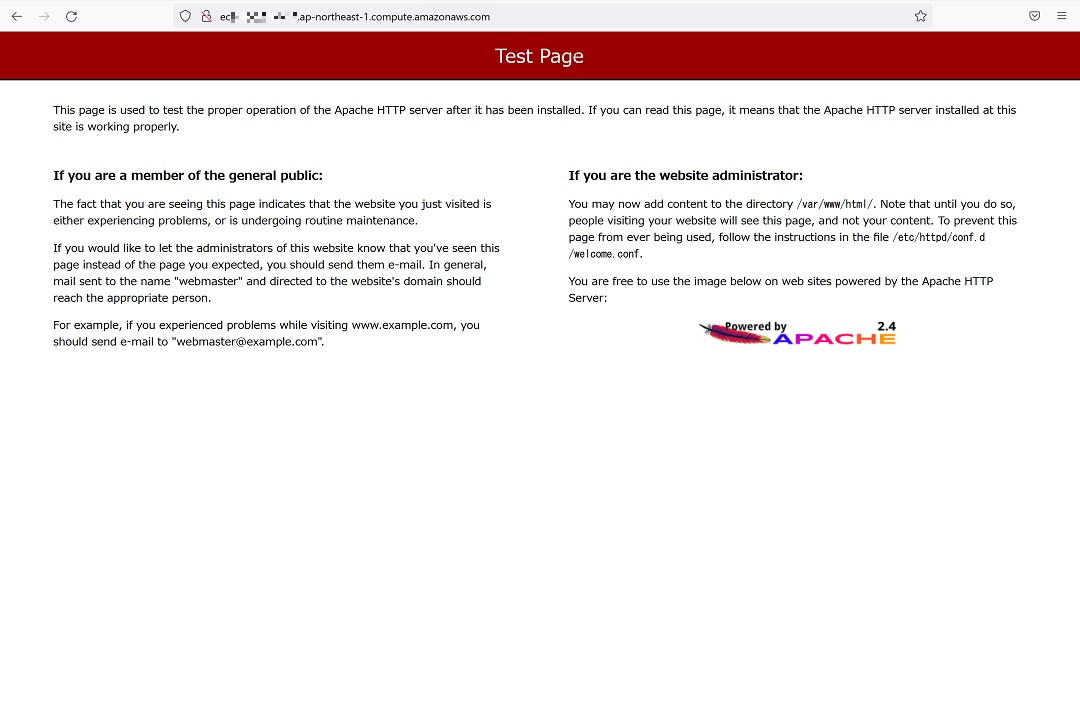 .ap-northeast-1.compute.amazonaws.com
Test Page
This page is used to test the proper operation of the Apache HTTP server after it has been installed. If you can read this page, it means that the Apache HTTP server installed at this
site is working properly.
If you are a member of the general public:
The fact that you are seeing this page indicates that the website you just visited is
either experiencing problems, or is undergoing routine maintenance.
If you would like to let the administrators of this website know that you've seen this
page instead of the page you expected, you should send them e-mail. In general,
mail sent to the name "webmaster" and directed to the website's domain should
reach the appropriate person.
For example, if you experienced problems while visiting www.example.com, you
should send e-mail to "webmaster@example.com".
If you are the website administrator:
You may now add content to the directory /var/www/html/. Note that until you do so,
people visiting your website will see this page, and not your content. To prevent this
page from ever being used, follow the instructions in the file /etc/httpd/conf.d
/welcome.conf.
You are free to use the image below on web sites powered by the Apache HTTP
Server:
Powered by 2.4
APACHE